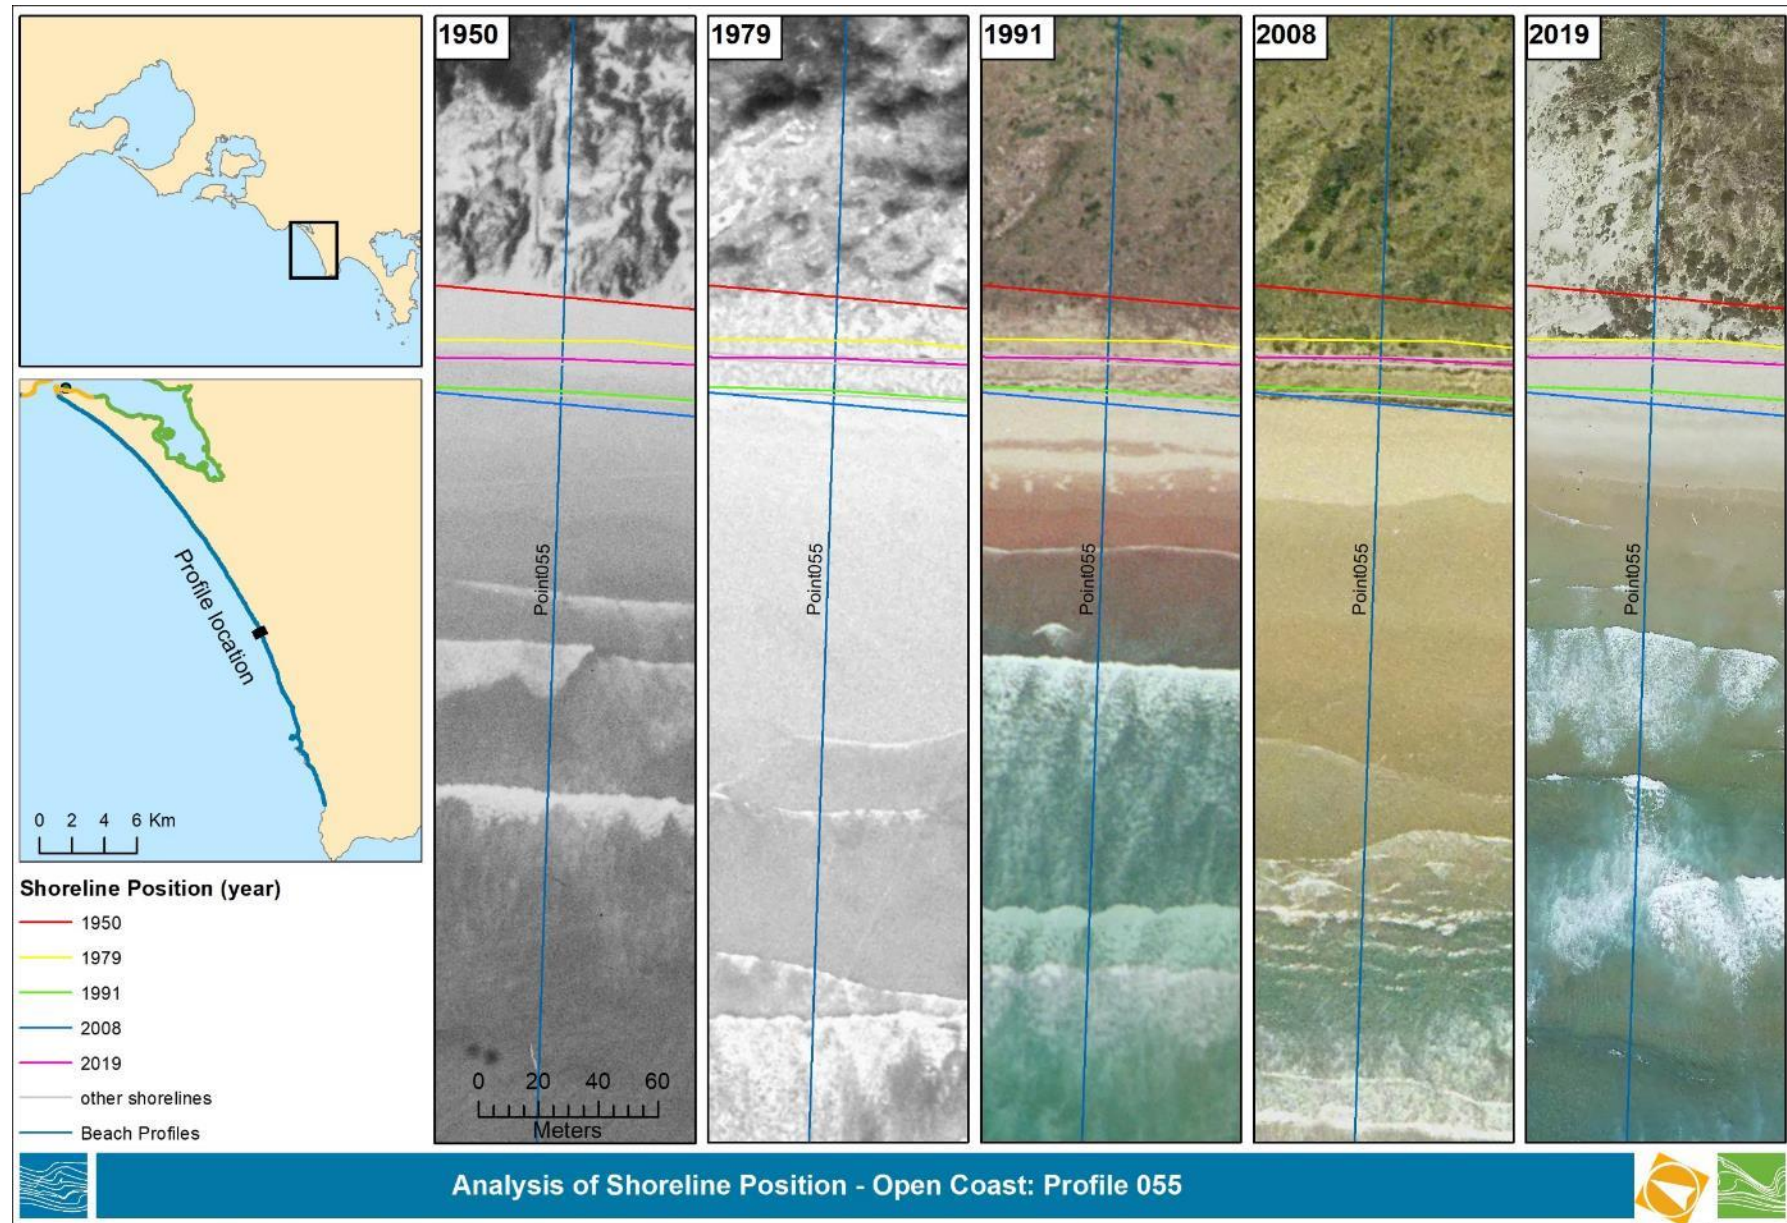 1950
1979
1991
2008
2019
Profile location
0 2 4 6 Km
Shoreline Position (year)
1950
1979
1991
2008
2019
other shorelines
Beach Profiles
Point055
Point055
Point055
Point055
Point055
0 20 40 60
Meters
Analysis of Shoreline Position - Open Coast: Profile 055